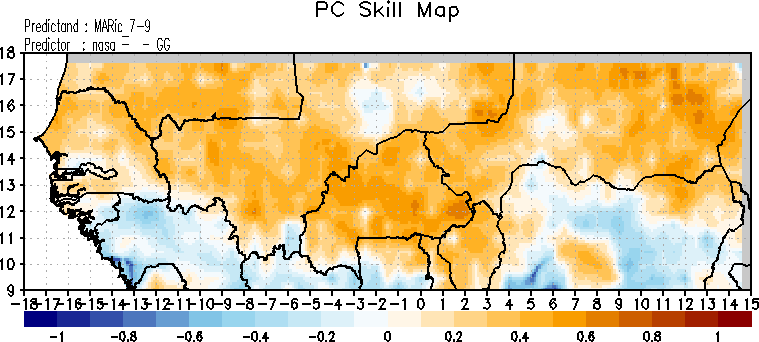 PC Skill Map
Predictand : MARic_7-9
Predictor : nasa - - GG
18
17
16
15
14
13
12
11
10
9
-18 -17 -16 -15 -14 -13 -12 -11 -10 -9 -8 -7 -6 -5 -4 -3 -2 -1 0 1 2 3 4 5 6 7 8 9 10 11 12 13 14 15
-1 -0.8 -0.6 -0.4 -0.2 0 0.2 0.4 0.6 0.8 1